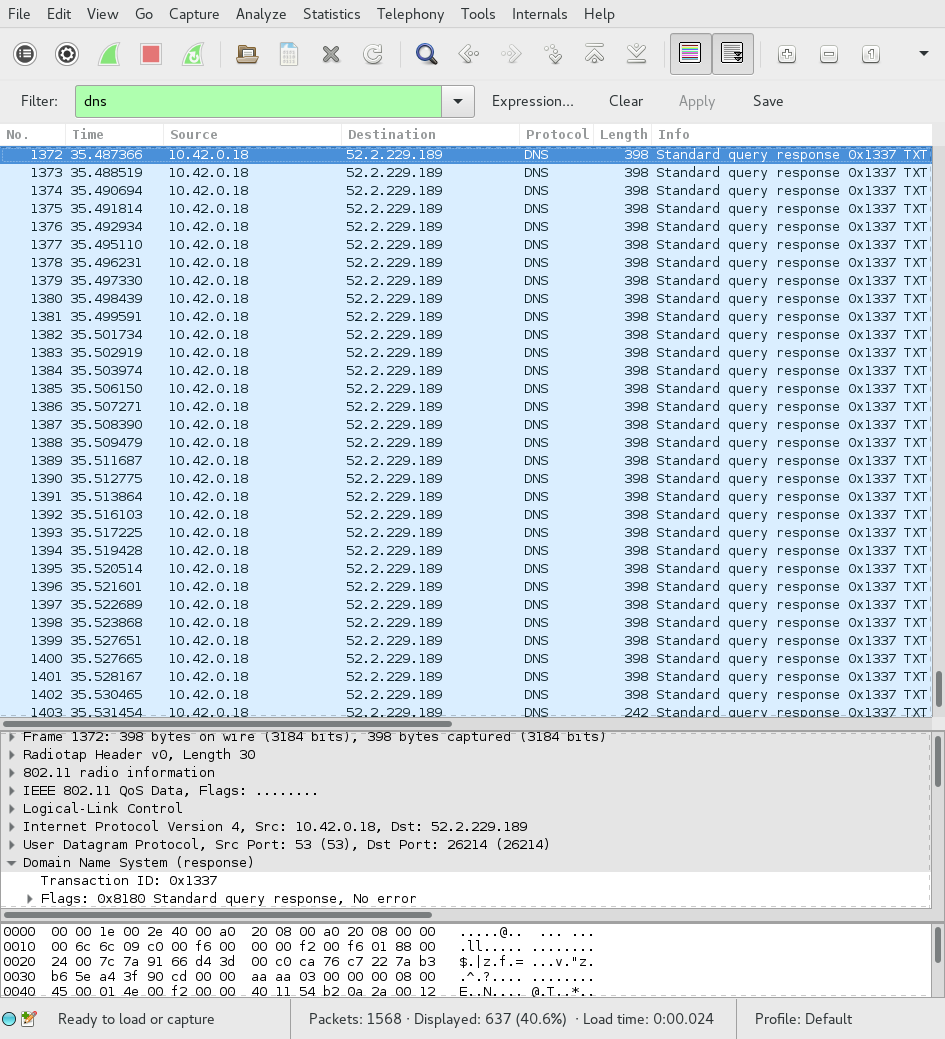 File Edit View Go Capture Analyze Statistics Telephony Tools Internals Help
Filter: dns Expression... Clear Apply Save
No. Time Source Destination Protocol Length Info
1372 35.487366 10.42.0.18 52.2.229.189 DNS 398 Standard query response 0x1337 TXT
1373 35.488519 10.42.0.18 52.2.229.189 DNS 398 Standard query response 0x1337 TXT
1374 35.490694 10.42.0.18 52.2.229.189 DNS 398 Standard query response 0x1337 TXT
1375 35.491814 10.42.0.18 52.2.229.189 DNS 398 Standard query response 0x1337 TXT
1376 35.492934 10.42.0.18 52.2.229.189 DNS 398 Standard query response 0x1337 TXT
1377 35.495110 10.42.0.18 52.2.229.189 DNS 398 Standard query response 0x1337 TXT
1378 35.496231 10.42.0.18 52.2.229.189 DNS 398 Standard query response 0x1337 TXT
1379 35.497330 10.42.0.18 52.2.229.189 DNS 398 Standard query response 0x1337 TXT
1380 35.498439 10.42.0.18 52.2.229.189 DNS 398 Standard query response 0x1337 TXT
1381 35.499591 10.42.0.18 52.2.229.189 DNS 398 Standard query response 0x1337 TXT
1382 35.501734 10.42.0.18 52.2.229.189 DNS 398 Standard query response 0x1337 TXT
1383 35.502919 10.42.0.18 52.2.229.189 DNS 398 Standard query response 0x1337 TXT
1384 35.503974 10.42.0.18 52.2.229.189 DNS 398 Standard query response 0x1337 TXT
1385 35.506150 10.42.0.18 52.2.229.189 DNS 398 Standard query response 0x1337 TXT
1386 35.507271 10.42.0.18 52.2.229.189 DNS 398 Standard query response 0x1337 TXT
1387 35.508390 10.42.0.18 52.2.229.189 DNS 398 Standard query response 0x1337 TXT
1388 35.509479 10.42.0.18 52.2.229.189 DNS 398 Standard query response 0x1337 TXT
1389 35.511687 10.42.0.18 52.2.229.189 DNS 398 Standard query response 0x1337 TXT
1390 35.512775 10.42.0.18 52.2.229.189 DNS 398 Standard query response 0x1337 TXT
1391 35.513864 10.42.0.18 52.2.229.189 DNS 398 Standard query response 0x1337 TXT
1392 35.516103 10.42.0.18 52.2.229.189 DNS 398 Standard query response 0x1337 TXT
1393 35.517225 10.42.0.18 52.2.229.189 DNS 398 Standard query response 0x1337 TXT
1394 35.519428 10.42.0.18 52.2.229.189 DNS 398 Standard query response 0x1337 TXT
1395 35.520514 10.42.0.18 52.2.229.189 DNS 398 Standard query response 0x1337 TXT
1396 35.521601 10.42.0.18 52.2.229.189 DNS 398 Standard query response 0x1337 TXT
1397 35.522689 10.42.0.18 52.2.229.189 DNS 398 Standard query response 0x1337 TXT
1398 35.523868 10.42.0.18 52.2.229.189 DNS 398 Standard query response 0x1337 TXT
1399 35.527651 10.42.0.18 52.2.229.189 DNS 398 Standard query response 0x1337 TXT
1400 35.527665 10.42.0.18 52.2.229.189 DNS 398 Standard query response 0x1337 TXT
1401 35.528167 10.42.0.18 52.2.229.189 DNS 398 Standard query response 0x1337 TXT
1402 35.530465 10.42.0.18 52.2.229.189 DNS 398 Standard query response 0x1337 TXT
1403 35.531454 10.42.0.18 52.2.229.189 DNS 242 Standard query response 0x1337 TXT
Frame 1372: 398 bytes on wire (3184 bits), 398 bytes captured (3184 bits)
Radiotap Header v0, Length 30
802.11 radio information
IEEE 802.11 QoS Data, Flags: ........
Logical-Link Control
Internet Protocol Version 4, Src: 10.42.0.18, Dst: 52.2.229.189
User Datagram Protocol, Src Port: 53 (53), Dst Port: 26214 (26214)
Domain Name System (response)
Transaction ID: 0x1337
Flags: 0x8180 Standard query response, No error
0000 00 00 1e 00 2e 40 00 a0 20 08 00 a0 20 08 00 00 .....@.. ... ...
0010 00 6c 6c 09 c0 00 f6 00 00 00 f2 00 f6 01 88 00 .ll..... ........
0020 24 00 7c 7a 91 66 d4 3d 00 c0 ca 76 c7 22 7a b3 $.|z.f.= ...v."z.
0030 b6 5e a4 3f 90 cd 00 00 aa aa 03 00 00 00 08 00 .^.?.... ........
0040 45 00 01 4e 00 f2 00 00 40 11 54 b2 0a 2a 00 12 E..N.... @.T..*..
Ready to load or capture Packets: 1568 · Displayed: 637 (40.6%) · Load time: 0:00.024 Profile: Default